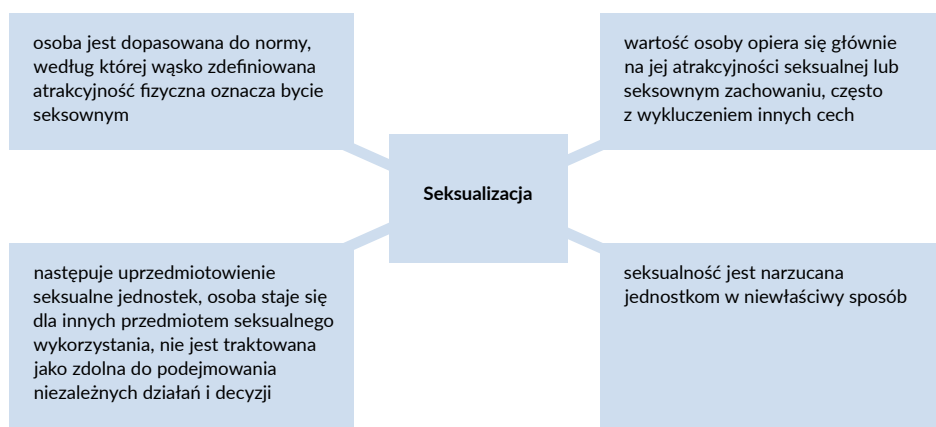 osoba jest dopasowana do normy,
według której wąsko zdefiniowana
atrakcyjność fizyczna oznacza bycie
seksownym
wartość osoby opiera się głównie
na jej atrakcyjności seksualnej lub
seksownym zachowaniu, często
z wykluczeniem innych cech
Seksualizacja
następuje uprzedmiotowienie
seksualne jednostek, osoba staje się
dla innych przedmiotem seksualnego
wykorzystania, nie jest traktowana
jako zdolna do podejmowania
niezależnych działań i decyzji
seksualność jest narzucana
jednostkom w niewłaściwy sposób